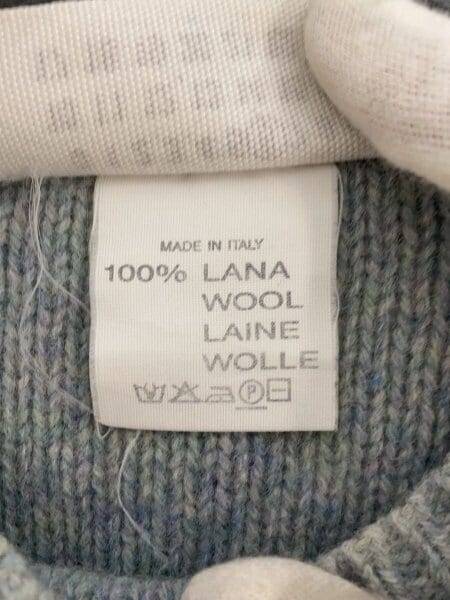 MADE IN ITALY
100% LANA
WOOL
LAINE
WOLLE
P